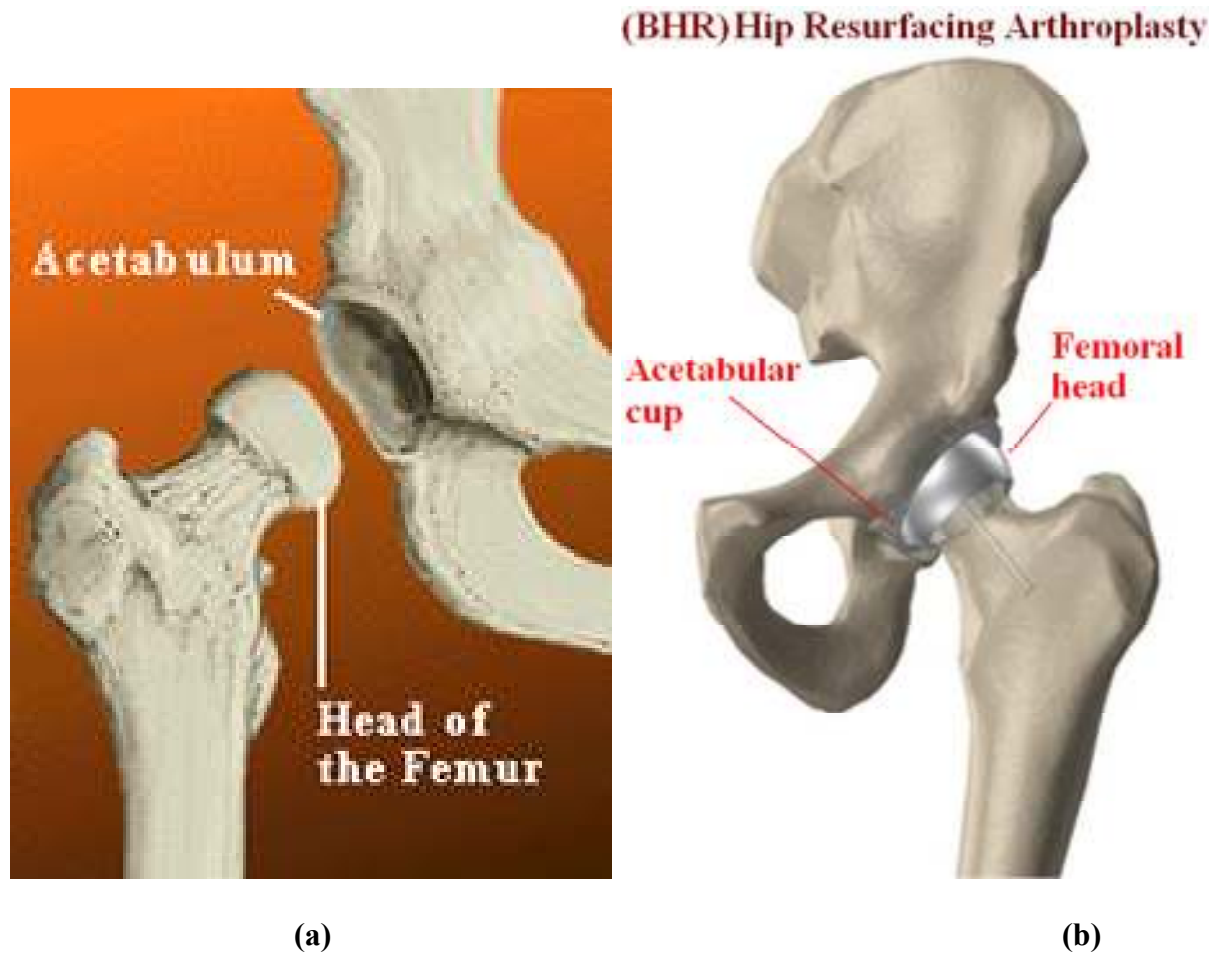 (BHR) Hip Resurfacing Arthroplasty
Acetabulum
Head of
the Femur
Acetabular
cup
Femoral
head
(a)
(b)